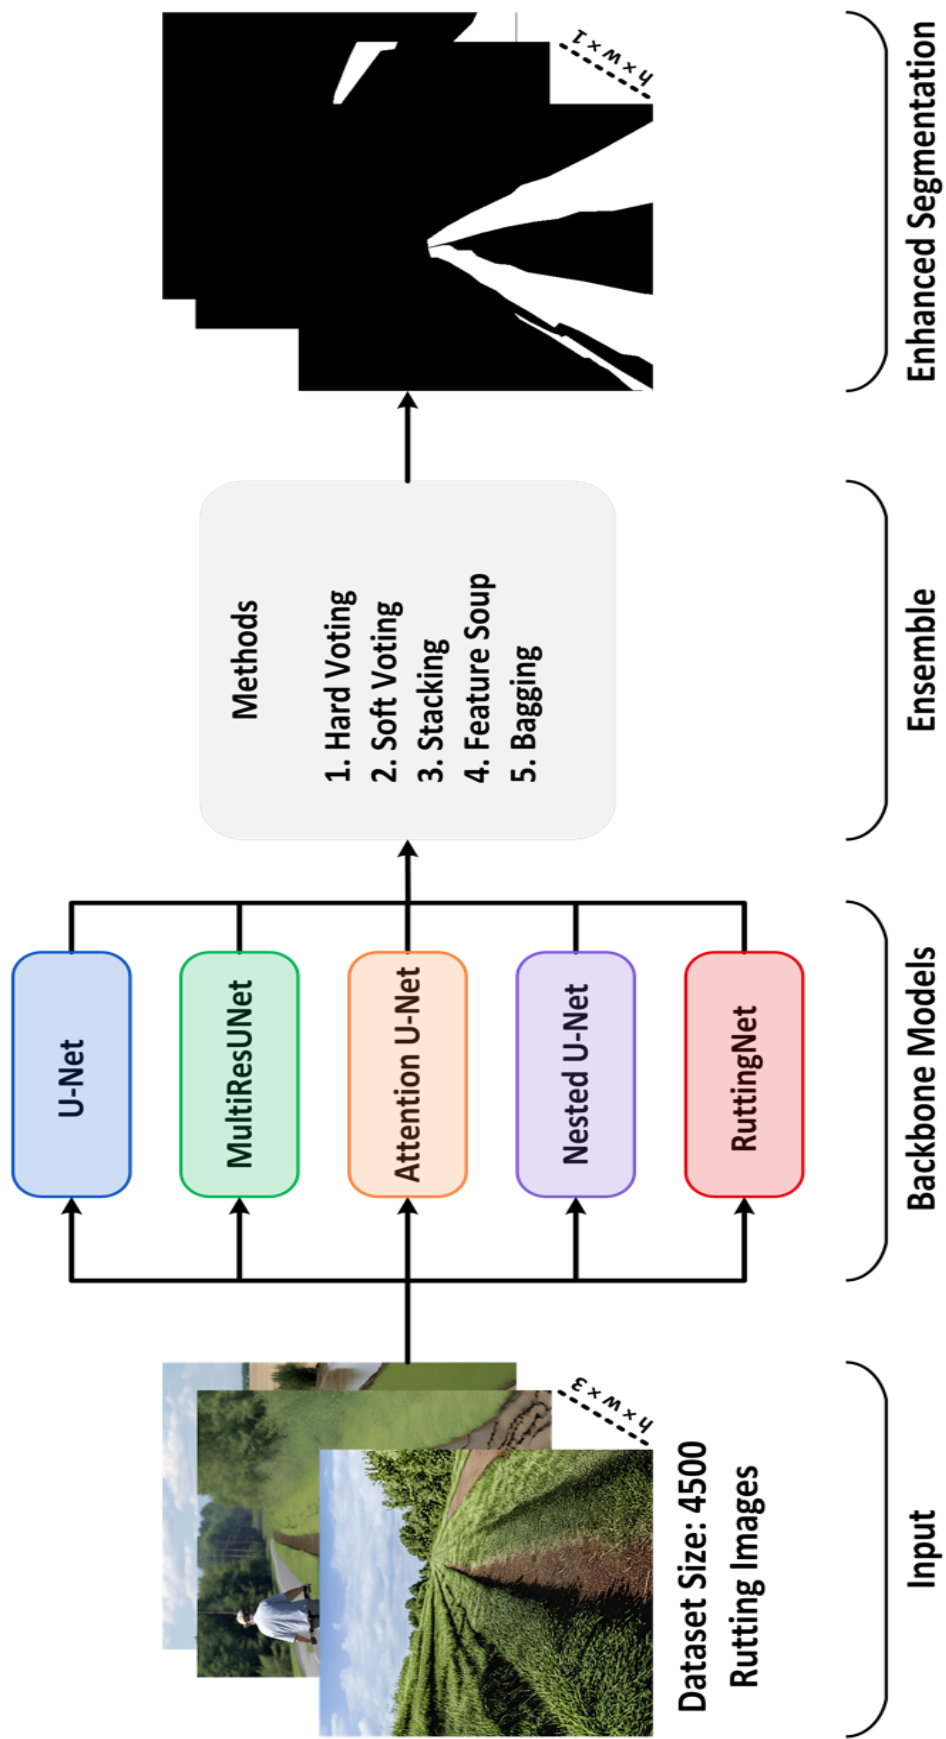 Dataset Size: 4500
Rutting Images
h×w×3
Input
U-Net
MultiResUNet
Attention U-Net
Nested U-Net
RuttingNet
Backbone Models
Methods
1. Hard Voting
2. Soft Voting
3. Stacking
4. Feature Soup
5. Bagging
Ensemble
h×w×1
Enhanced Segmentation